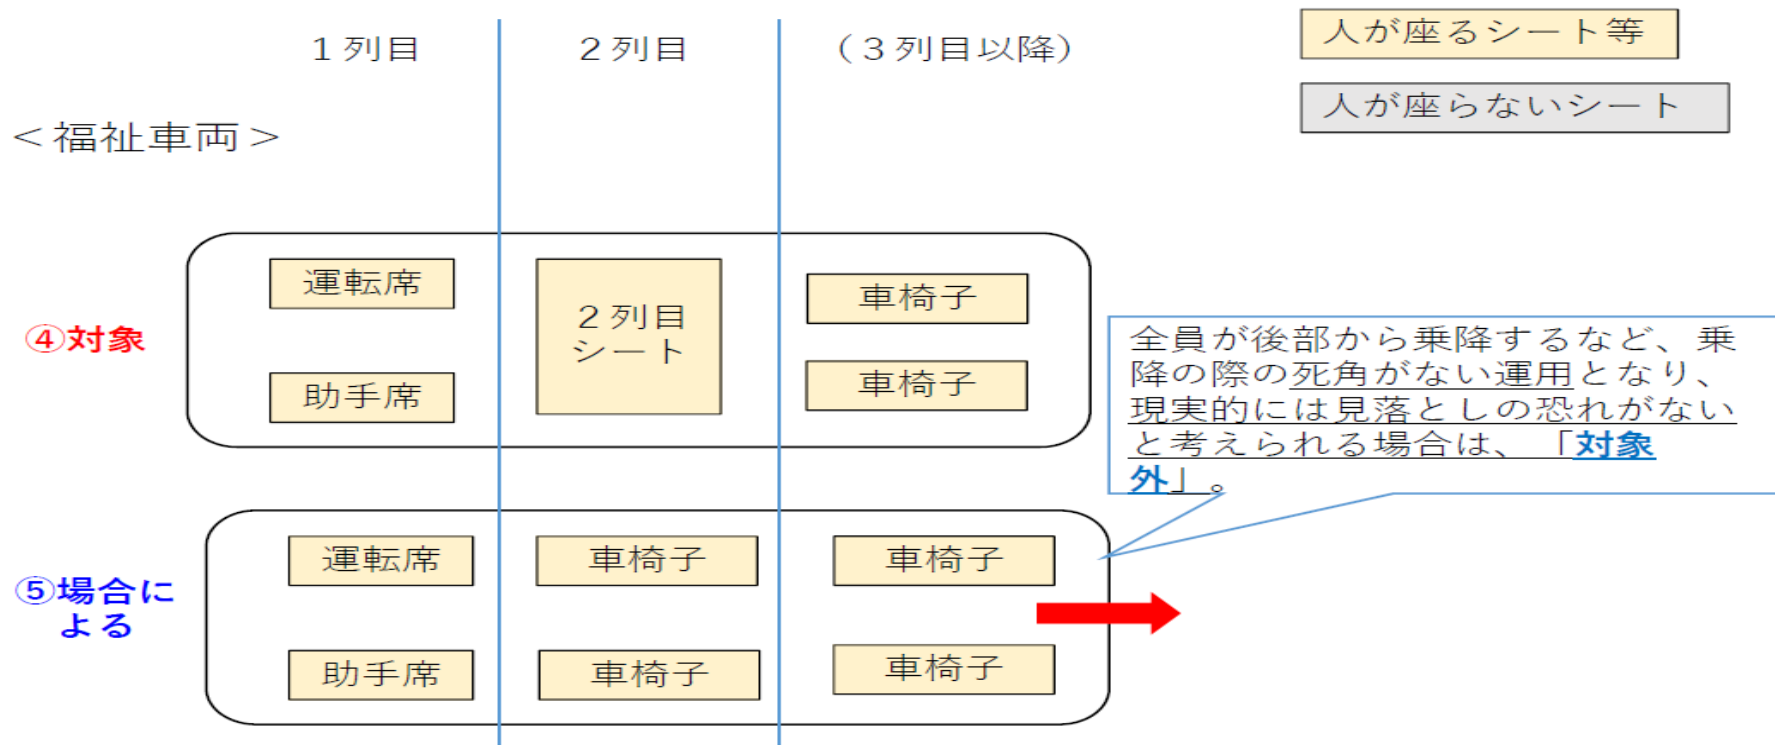 1列目
2列目
(3列目以降)
人が座るシート等
人が座らないシート
＜福祉車両＞
④対象
運転席
助手席
2列目
シート
車椅子
車椅子
全員が後部から乗降するなど、乗
降の際の死角がない運用となり、
現実的には見落としの恐れがない
と考えられる場合は、「対象
外」。
⑤場合に
よる
運転席
助手席
車椅子
車椅子
車椅子
車椅子